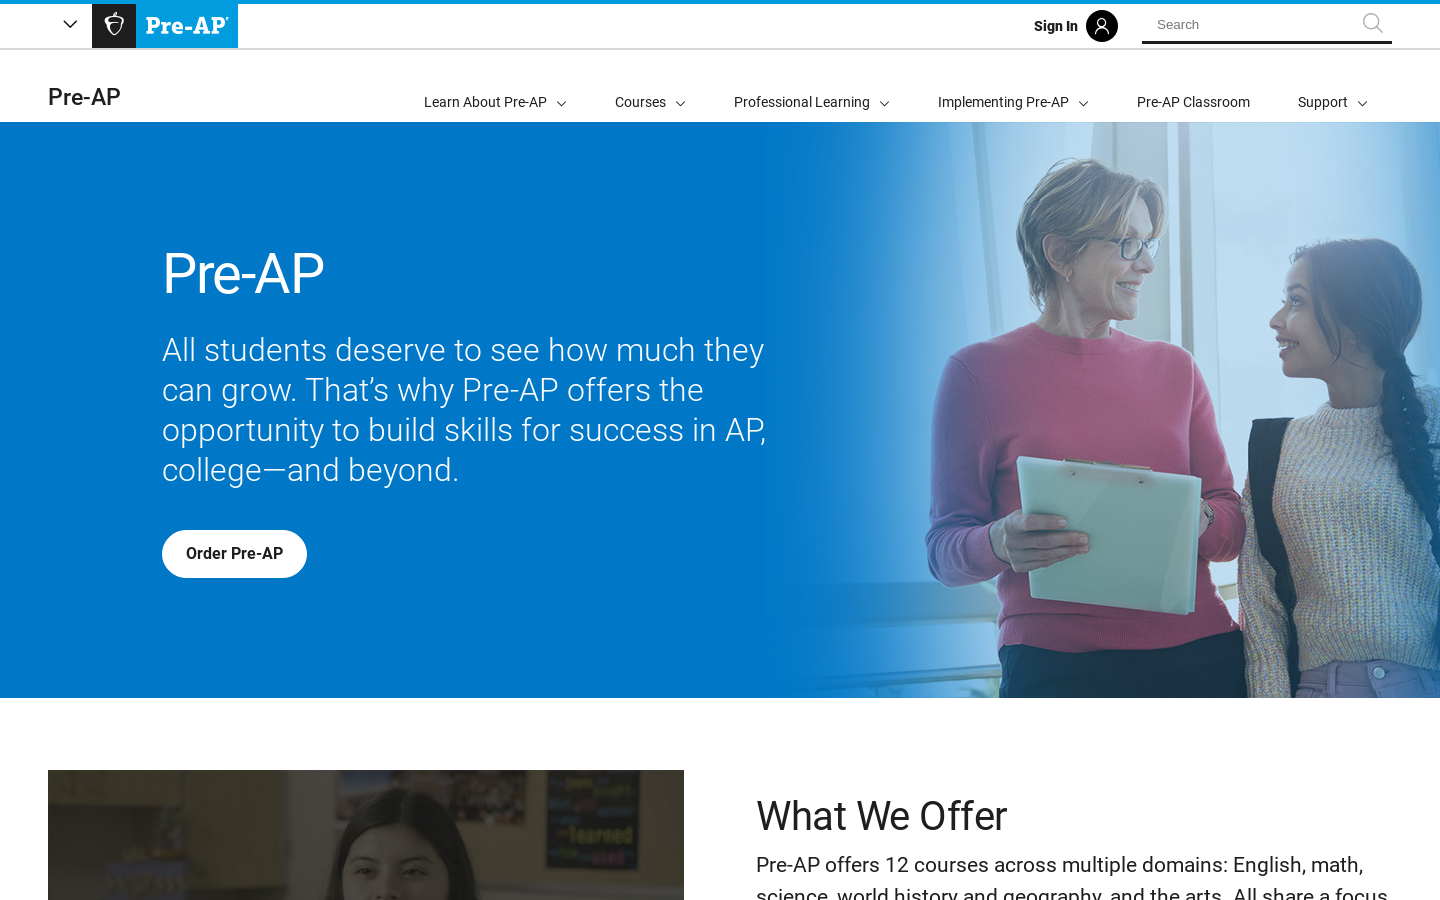 Pre-AP
Sign In
Search
Pre-AP
Learn About Pre-AP
Courses
Professional Learning
Implementing Pre-AP
Pre-AP Classroom
Support
Pre-AP
All students deserve to see how much they
can grow. That’s why Pre-AP offers the
opportunity to build skills for success in AP,
college—and beyond.
Order Pre-AP
learned
used
What We Offer
Pre-AP offers 12 courses across multiple domains: English, math,
science, world history and geography, and the arts. All share a focus